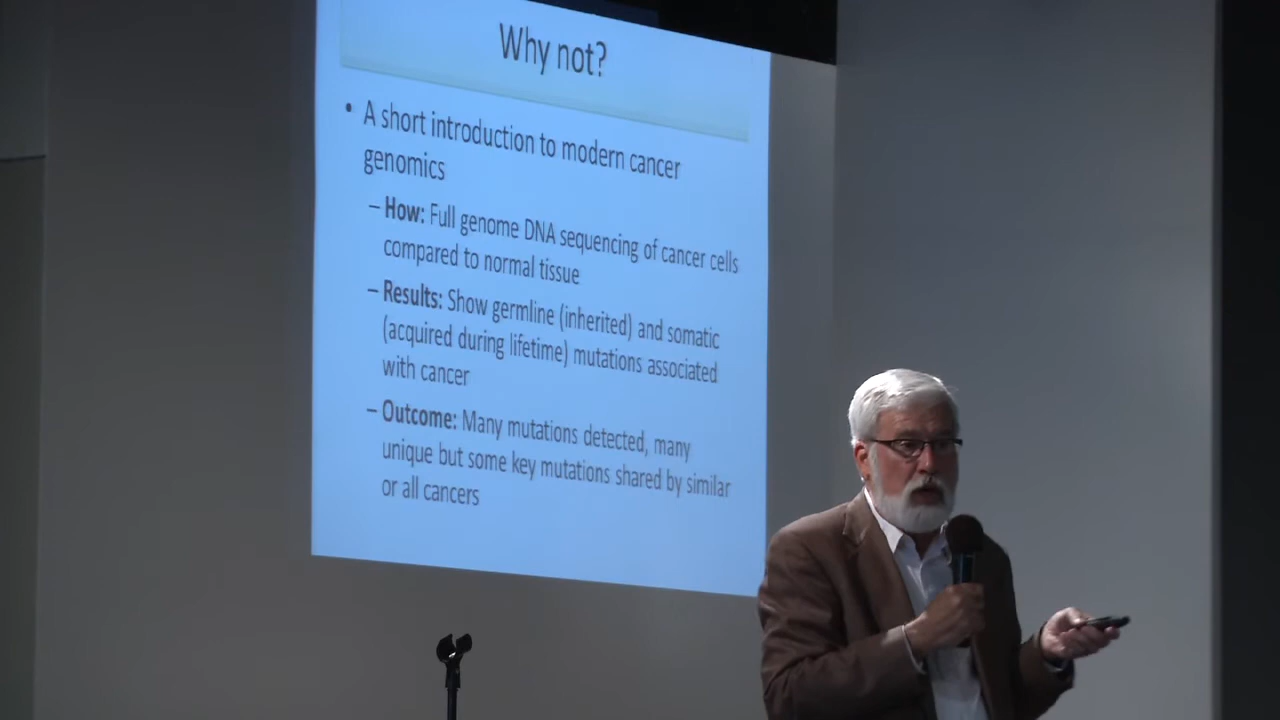 Why not?
• A short introduction to modern cancer
genomics
– How: Full genome DNA sequencing of cancer cells
compared to normal tissue
– Results: Show germline (inherited) and somatic
(acquired during lifetime) mutations associated
with cancer
– Outcome: Many mutations detected, many
unique but some key mutations shared by similar
or all cancers